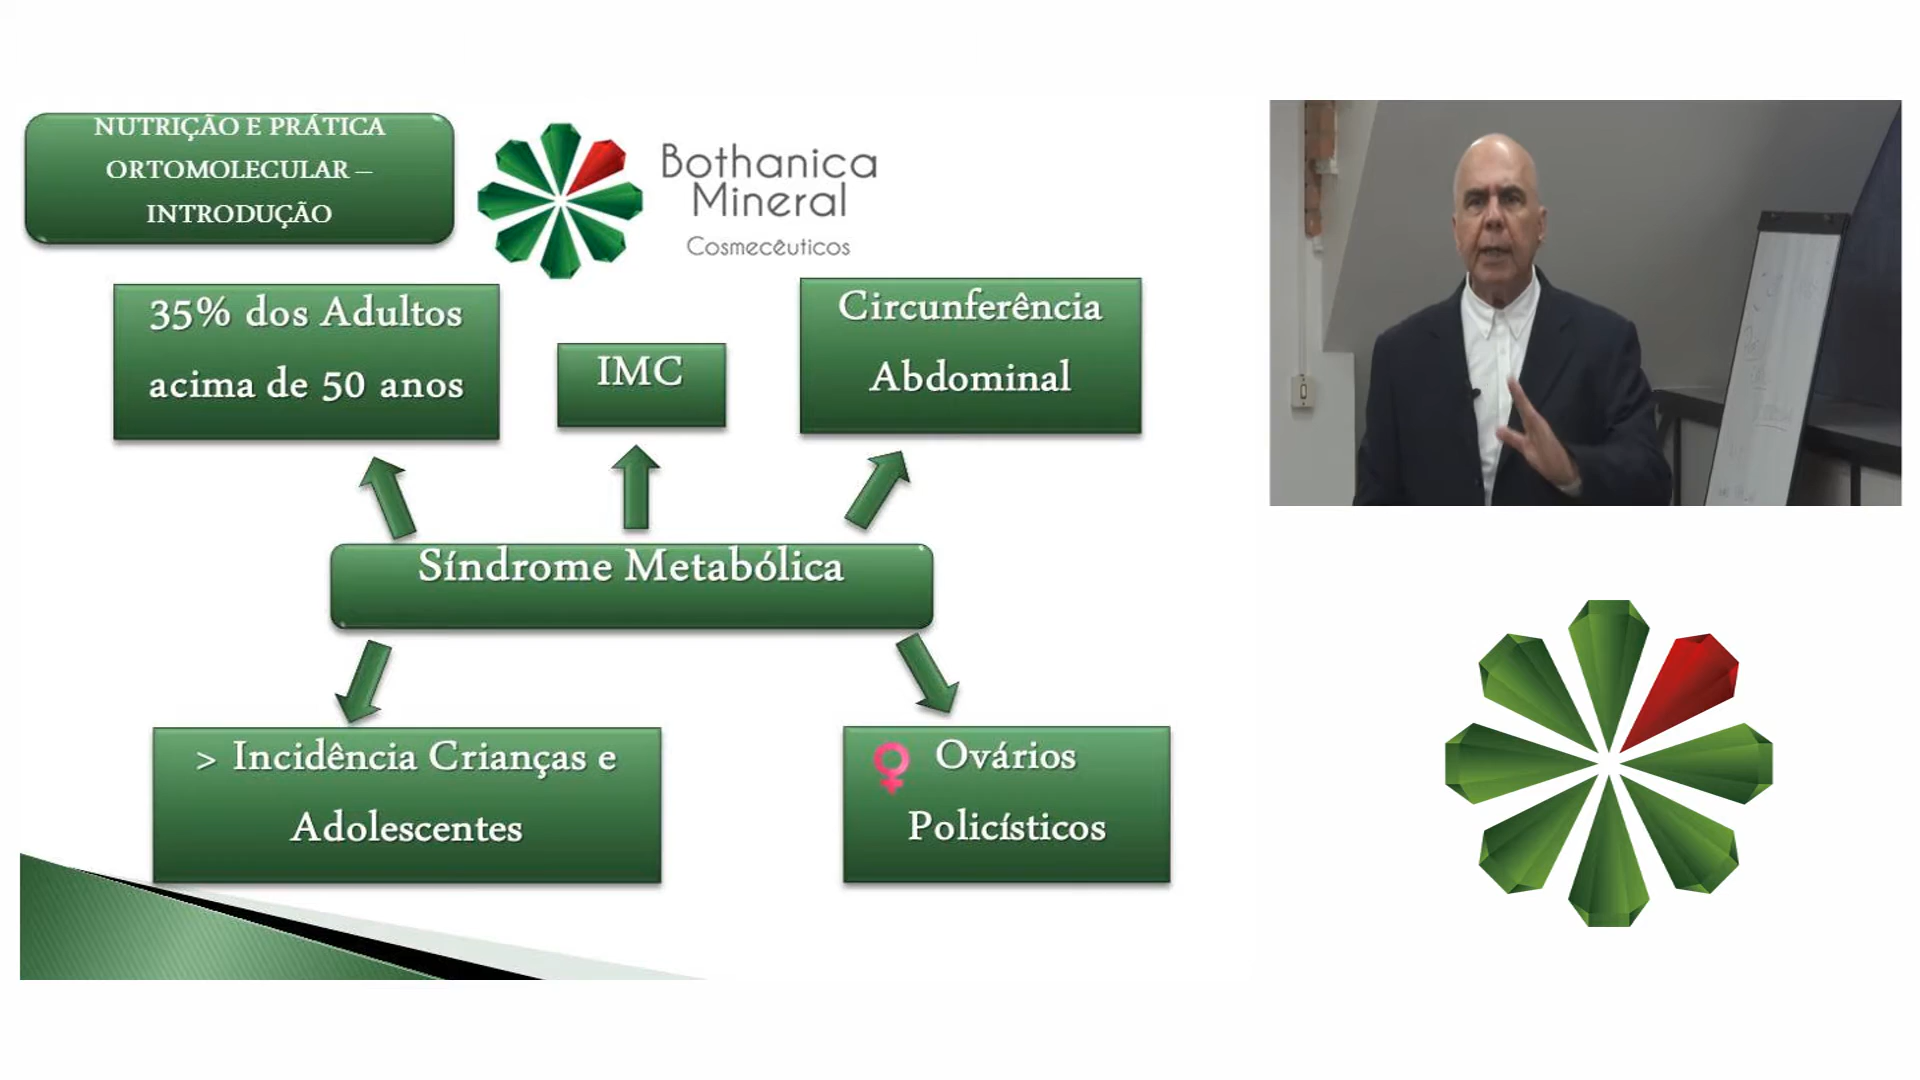 NUTRIÇÃO E PRÁTICA
ORTOMOLECULAR –
INTRODUÇÃO
Bothanica
Mineral
Cosmecêuticos
35% dos Adultos
acima de 50 anos
IMC
Circunferência
Abdominal
Síndrome Metabólica
> Incidência Crianças e
Adolescentes
Ovários
Policísticos